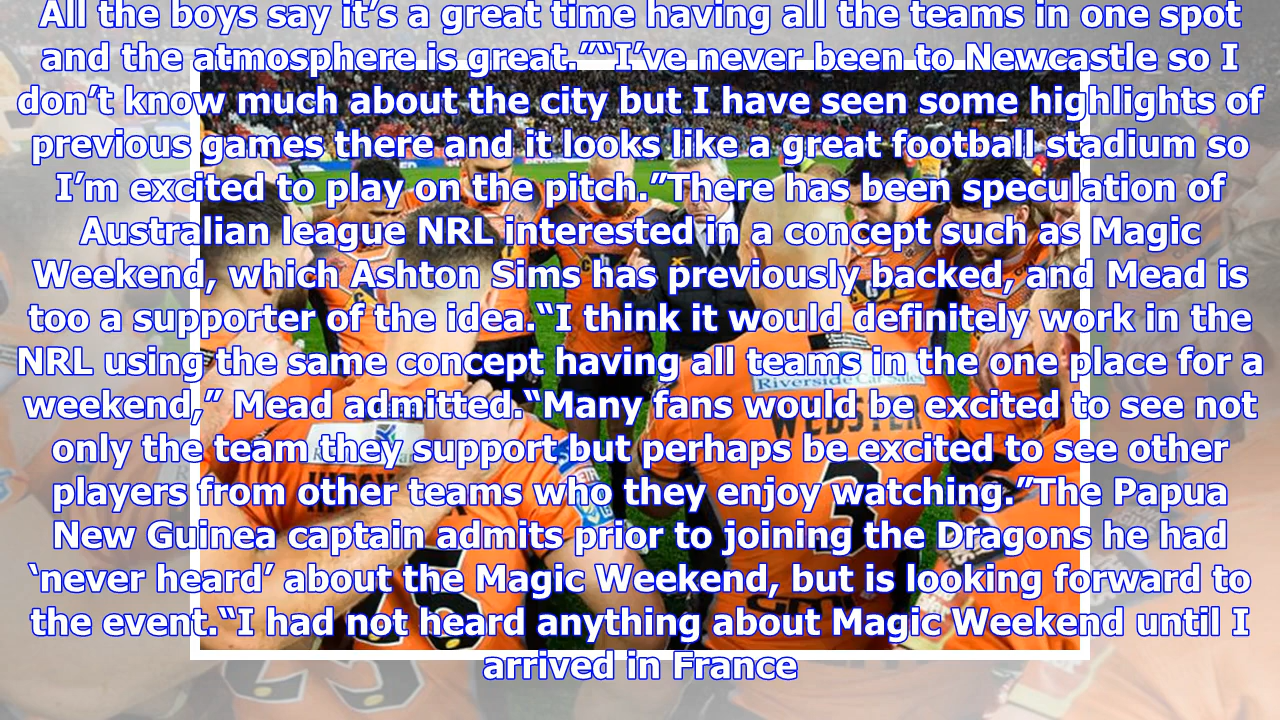 All the boys say it’s a great time having all the teams in one spot
and the atmosphere is great.”“I’ve never been to Newcastle so I
don’t know much about the city but I have seen some highlights of
previous games there and it looks like a great football stadium so
I’m excited to play on the pitch.”There has been speculation of
Australian league NRL interested in a concept such as Magic
Weekend, which Ashton Sims has previously backed, and Mead is
too a supporter of the idea.“I think it would definitely work in the
NRL using the same concept having all teams in the one place for a
weekend,” Mead admitted.“Many fans would be excited to see not
only the team they support but perhaps be excited to see other
players from other teams who they enjoy watching.”The Papua
New Guinea captain admits prior to joining the Dragons he had
‘never heard’ about the Magic Weekend, but is looking forward to
the event.“I had not heard anything about Magic Weekend until I
arrived in France
Riverside Car Sales
WEBSTER
3